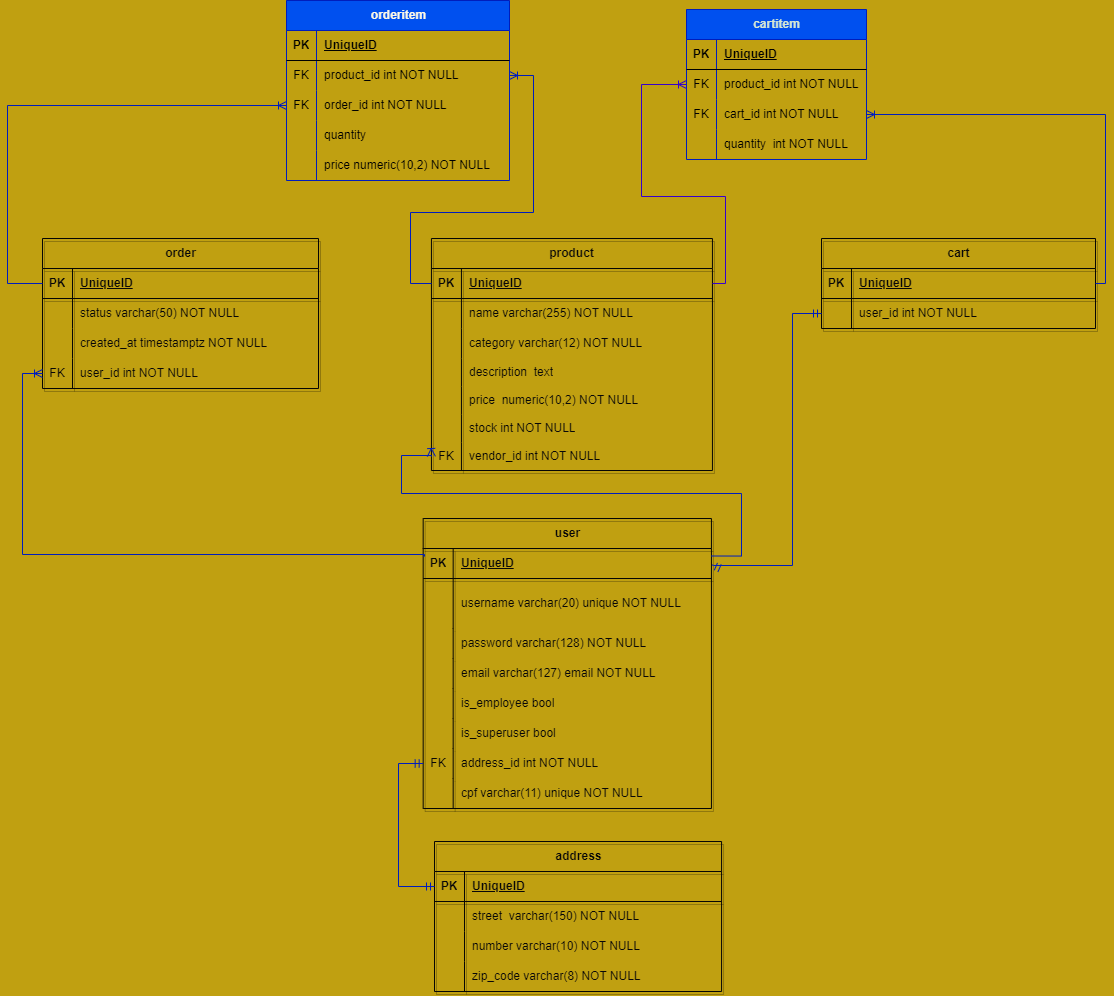 orderitem
PK UniqueID
FK product_id int NOT NULL
FK order_id int NOT NULL
quantity
price numeric(10,2) NOT NULL
cartitem
PK UniqueID
FK product_id int NOT NULL
FK cart_id int NOT NULL
quantity  int NOT NULL
order
PK UniqueID
status varchar(50) NOT NULL
created_at timestamptz NOT NULL
FK user_id int NOT NULL
product
PK UniqueID
name varchar(255) NOT NULL
category varchar(12) NOT NULL
description  text
price  numeric(10,2) NOT NULL
stock int NOT NULL
FK vendor_id int NOT NULL
cart
PK UniqueID
user_id int NOT NULL
user
PK UniqueID
username varchar(20) unique NOT NULL
password varchar(128) NOT NULL
email varchar(127) email NOT NULL
is_employee bool
is_superuser bool
FK address_id int NOT NULL
cpf varchar(11) unique NOT NULL
address
PK UniqueID
street  varchar(150) NOT NULL
number varchar(10) NOT NULL
zip_code varchar(8) NOT NULL